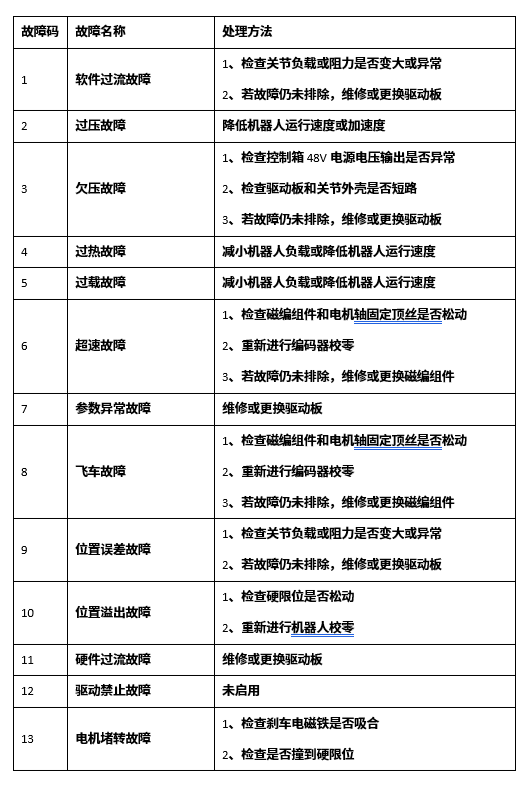 故障码 故障名称 处理方法
1 软件过流故障 1、检查关节负载或阻力是否变大或异常
2、若故障仍未排除，维修或更换驱动板
2 过压故障 降低机器人运行速度或加速度
3 欠压故障 1、检查控制箱 48V 电源电压输出是否异常
2、检查驱动板和关节外壳是否短路
3、若故障仍未排除，维修或更换驱动板
4 过热故障 减小机器人负载或降低机器人运行速度
5 过载故障 减小机器人负载或降低机器人运行速度
6 超速故障 1、检查磁编组件和电机轴固定顶丝是否松动
2、重新进行编码器校零
3、若故障仍未排除，维修或更换磁编组件
7 参数异常故障 维修或更换驱动板
8 飞车故障 1、检查磁编组件和电机轴固定顶丝是否松动
2、重新进行编码器校零
3、若故障仍未排除，维修或更换磁编组件
9 位置误差故障 1、检查关节负载或阻力是否变大或异常
2、若故障仍未排除，维修或更换驱动板
10 位置溢出故障 1、检查硬限位是否松动
2、重新进行机器人校零
11 硬件过流故障 维修或更换驱动板
12 驱动禁止故障 未启用
13 电机堵转故障 1、检查刹车电磁铁是否吸合
2、检查是否撞到硬限位